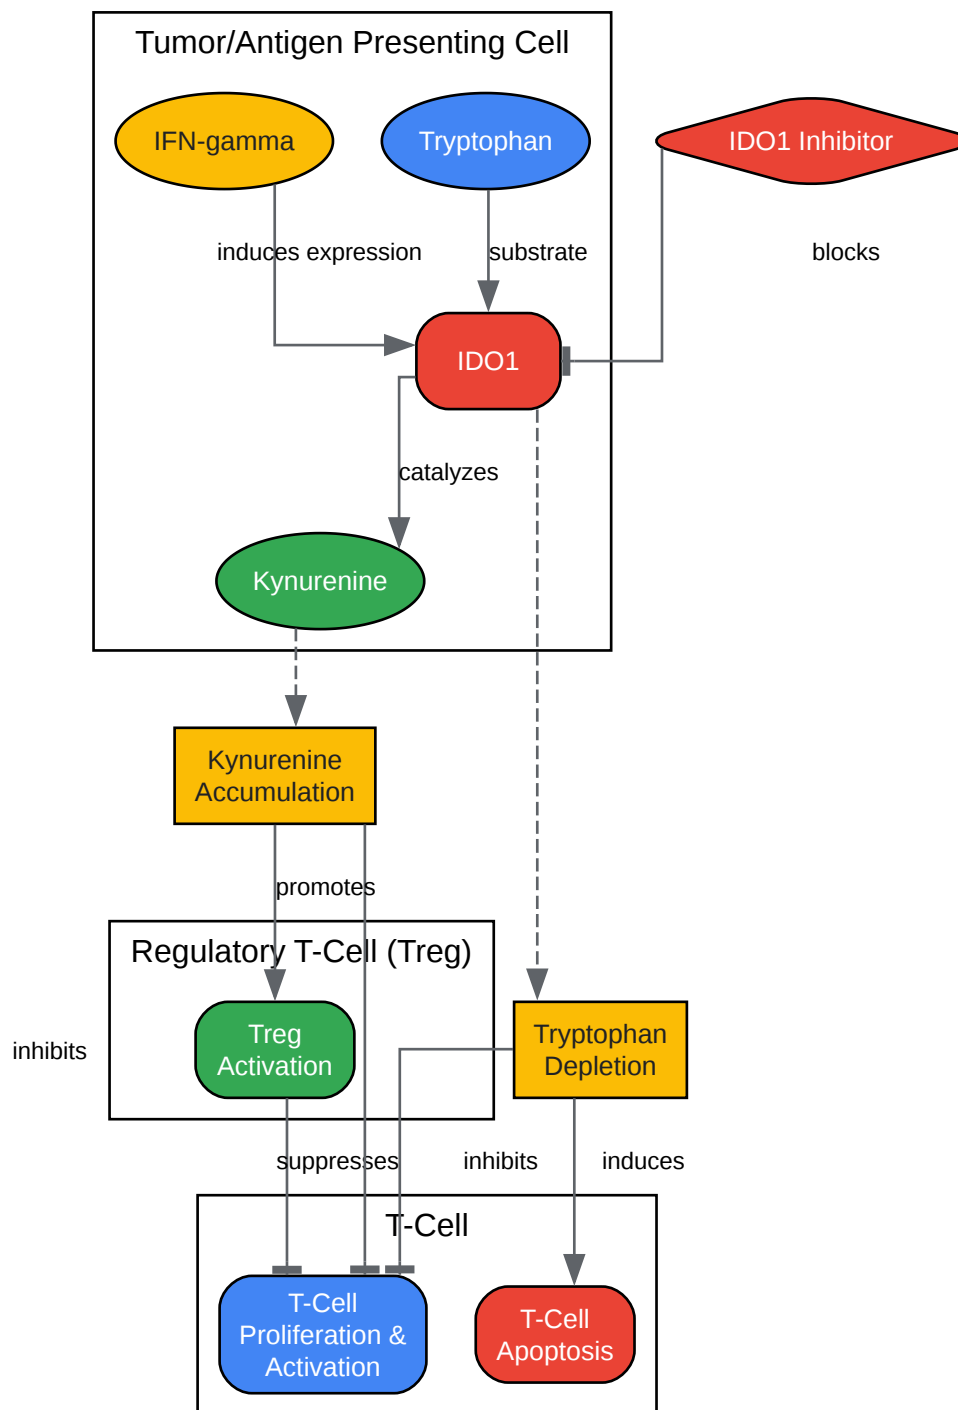 Tumor/Antigen Presenting Cell
IFN-gamma
Tryptophan
IDO1 Inhibitor
induces expression
substrate
blocks
IDO1
catalyzes
Kynurenine
Kynurenine
Accumulation
promotes
Regulatory T-Cell (Treg)
Treg
Activation
Tryptophan
Depletion
inhibits
suppresses
inhibits
induces
T-Cell
T-Cell
Proliferation &
Activation
T-Cell
Apoptosis